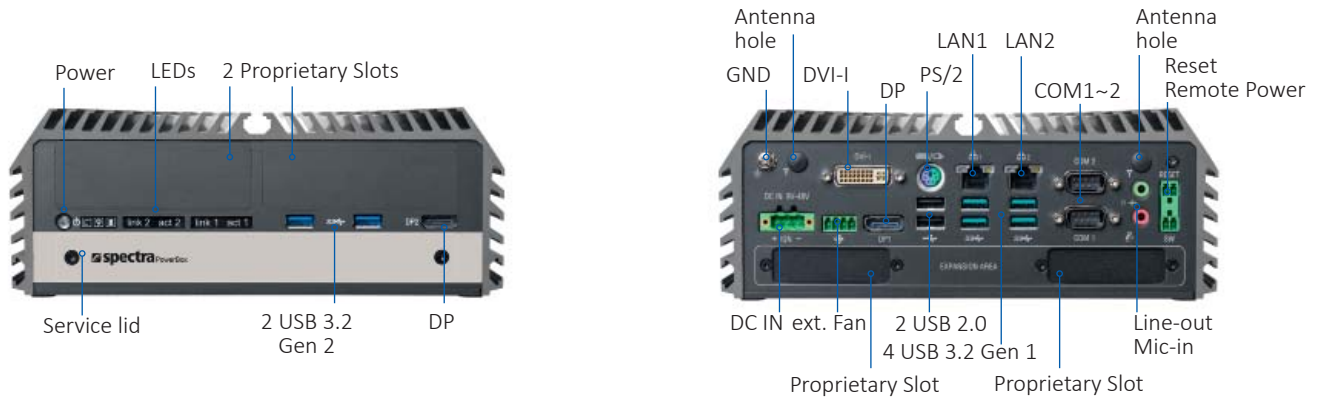 Power
LEDs
2 Proprietary Slots
link 2 act 2
link 1 act 1
DP2
spectra PowerBox
Service lid
2 USB 3.2
Gen 2
DP
Antenna
hole
LAN1
LAN2
Antenna
hole
GND
DVI-I
DP
PS/2
COM1~2
Reset
Remote Power
DVI-I
COM 2
RESET
DC IN 9V-48V
+ IGN -
DP1
COM 1
SW
EXPANSION AREA
DC IN
ext. Fan
2 USB 2.0
4 USB 3.2 Gen 1
Line-out
Mic-in
Proprietary Slot
Proprietary Slot